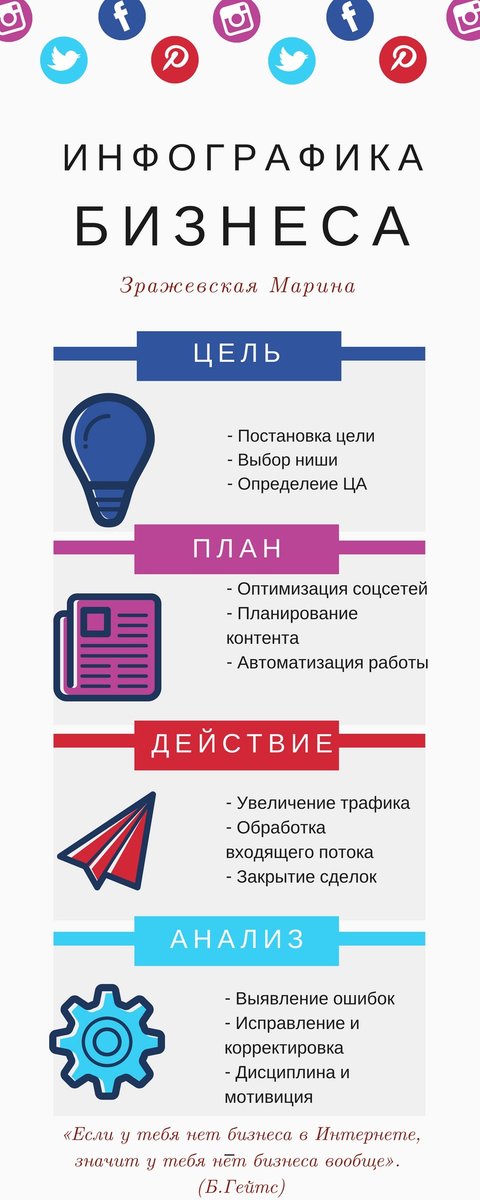 ИНФОГРАФИКА
БИЗНЕСА
Зражевская Марина
ЦЕЛЬ
- Постановка цели
- Выбор ниши
- Определеие ЦА
ПЛАН
- Оптимизация соцсетей
- Планирование
контента
- Автоматизация работы
ДЕЙСТВИЕ
- Увеличение трафика
- Обработка
входящего потока
- Закрытие сделок
АНАЛИЗ
- Выявление ошибок
- Исправление и
корректировка
- Дисциплина и
мотивиция
«Если у тебя нет бизнеса в Интернете,
значит у тебя нет бизнеса вообще».
(Б.Гейтс)